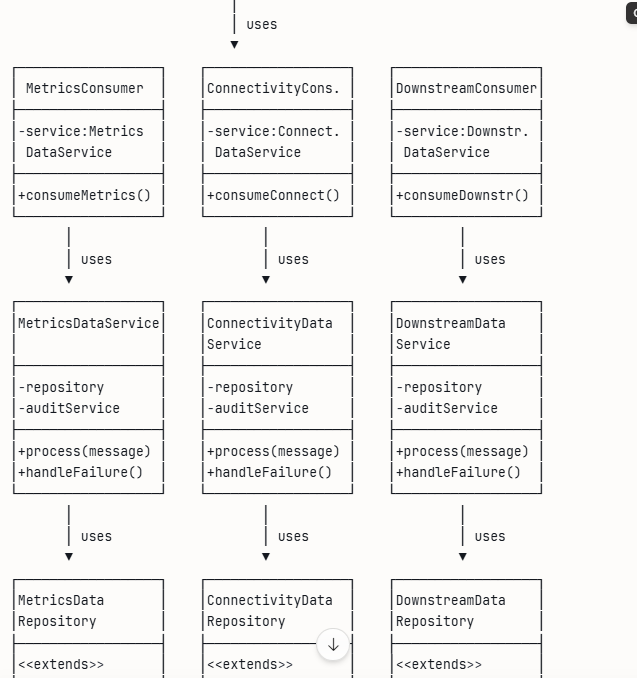 uses
MetricsConsumer ConnectivityCons. DownstreamConsumer
-service:Metrics -service:Connect. -service:Downstr.
DataService DataService DataService
+consumeMetrics() +consumeConnect() +consumeDownstr()
uses uses uses
MetricsDataService ConnectivityData DownstreamData
Service Service
-repository -repository -repository
-auditService -auditService -auditService
+process(message) +process(message) +process(message)
+handleFailure() +handleFailure() +handleFailure()
uses uses uses
MetricsData ConnectivityData DownstreamData
Repository Repository Repository
<<extends>> <<extends>> <<extends>>